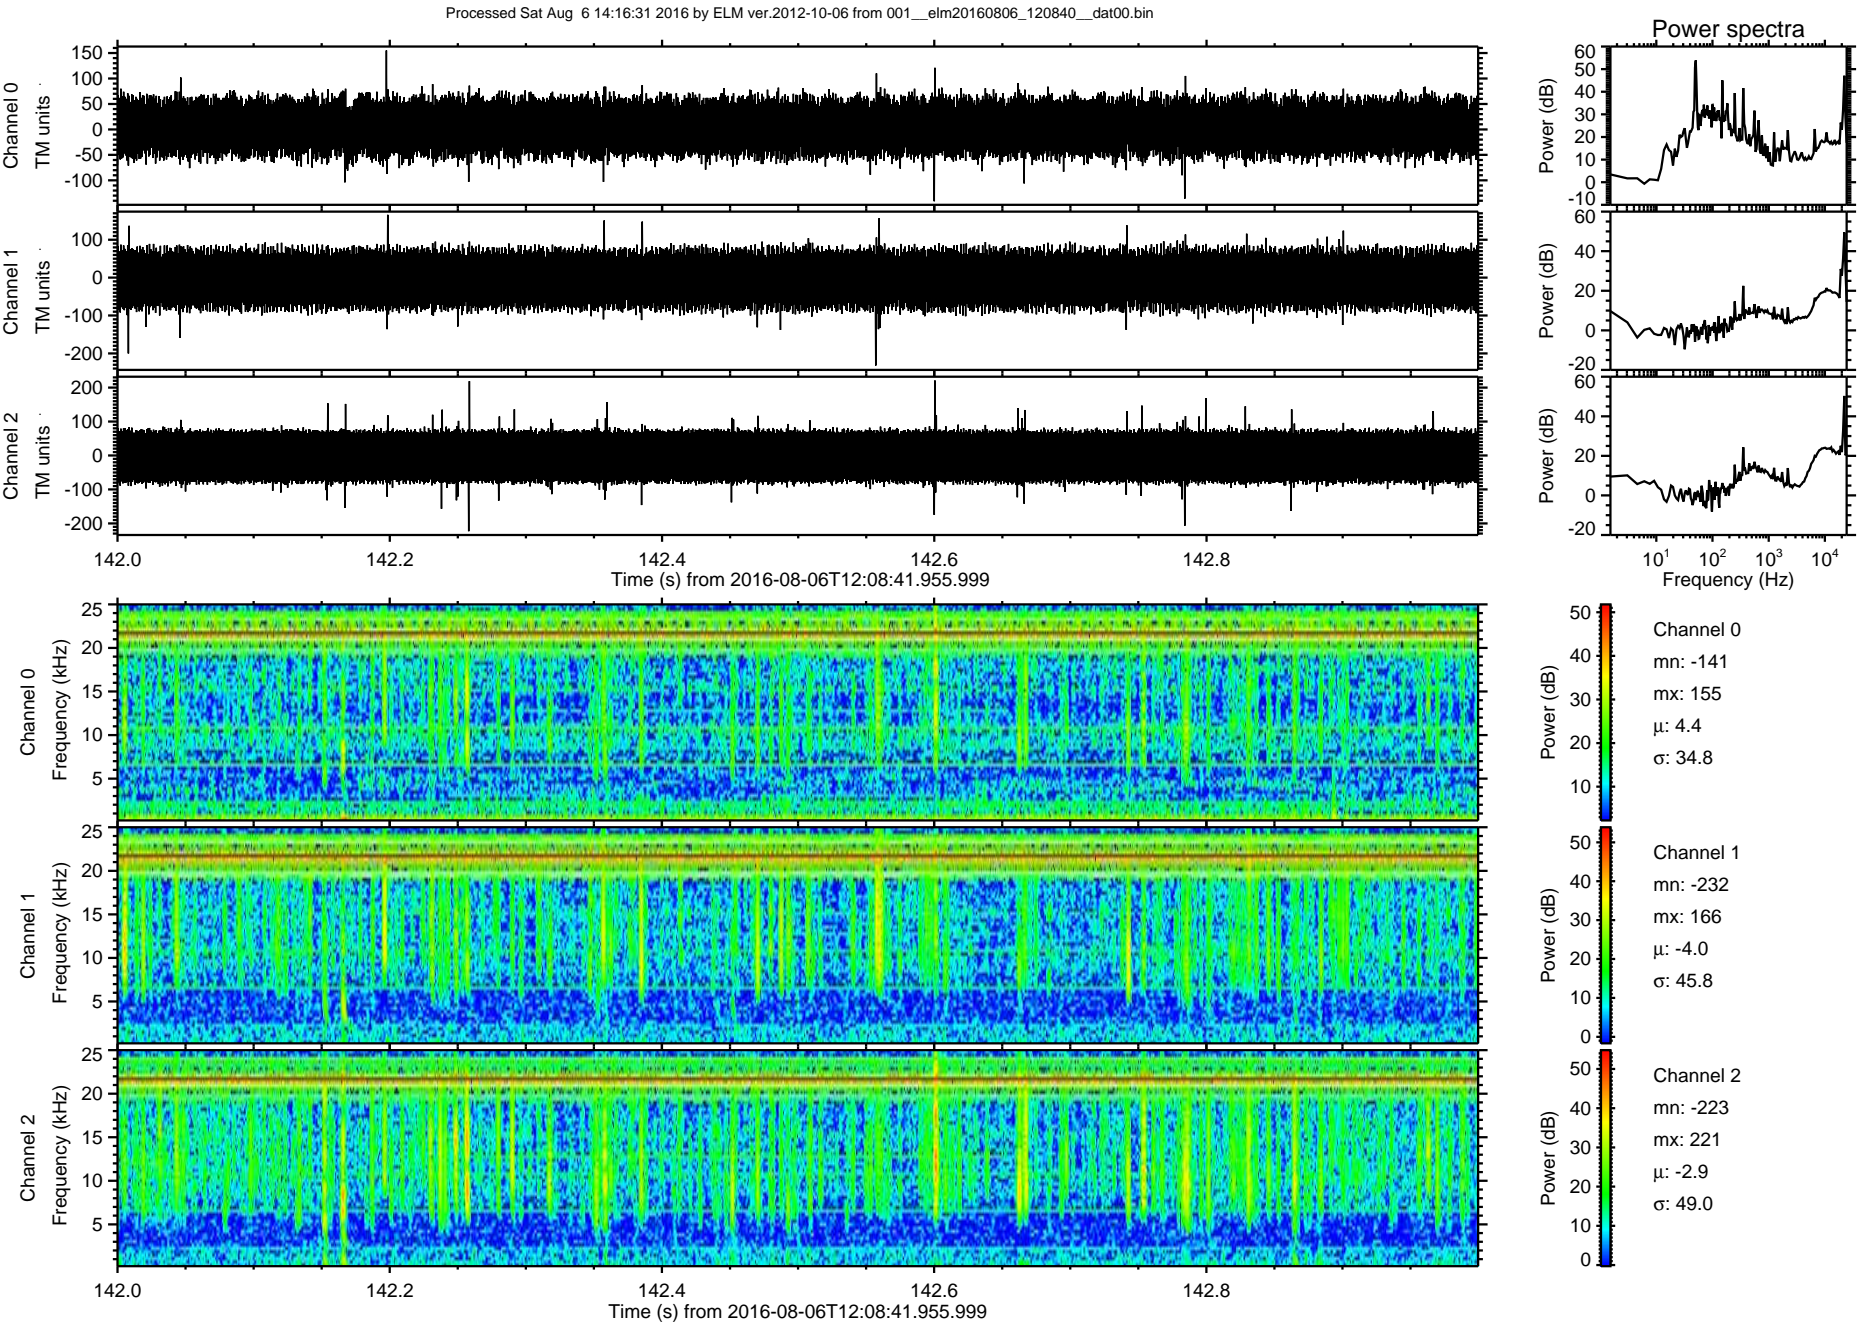 Processed Sat Aug  6 14:16:31 2016 by ELM ver.2012-10-06 from 001__elm20160806_120840__dat00.bin
Power spectra
Channel 0
TM units
150
100
50
0
-50
-100
Power (dB)
60
50
40
30
20
10
0
-10
Channel 1
TM units
100
0
-100
-200
Power (dB)
60
40
20
0
-20
Channel 2
TM units
200
100
0
-100
-200
Power (dB)
60
40
20
0
-20
142.0 142.2 142.4 142.6 142.8
Time (s) from 2016-08-06T12:08:41.955.999
10^1 10^2 10^3 10^4
Frequency (Hz)
Channel 0
Frequency (kHz)
25
20
15
10
5
Power (dB)
50
40
30
20
10
Channel 0
mn: -141
mx: 155
μ: 4.4
σ: 34.8
Channel 1
Frequency (kHz)
25
20
15
10
5
Power (dB)
50
40
30
20
10
0
Channel 1
mn: -232
mx: 166
μ: -4.0
σ: 45.8
Channel 2
Frequency (kHz)
25
20
15
10
5
Power (dB)
50
40
30
20
10
0
Channel 2
mn: -223
mx: 221
μ: -2.9
σ: 49.0
142.0 142.2 142.4 142.6 142.8
Time (s) from 2016-08-06T12:08:41.955.999